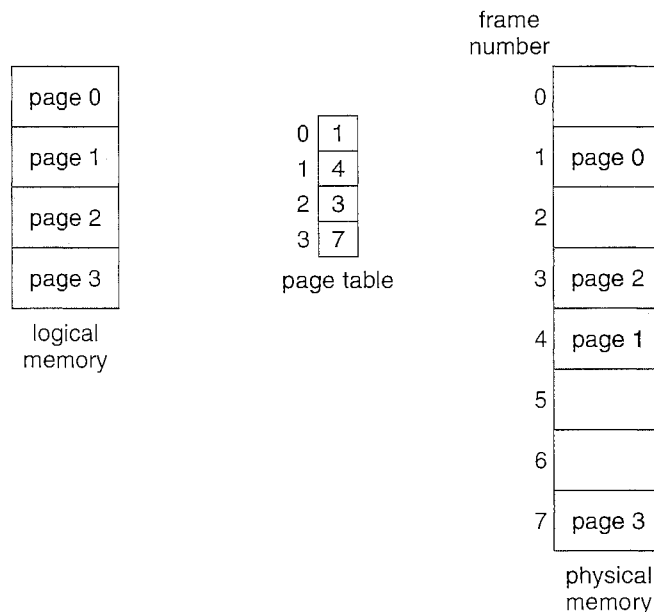 page 0
page 1
page 2
page 3
logical
memory
0 1
1 4
2 3
3 7
page table
frame
number
0
1 page 0
2
3 page 2
4 page 1
5
6
7 page 3
physical
memory